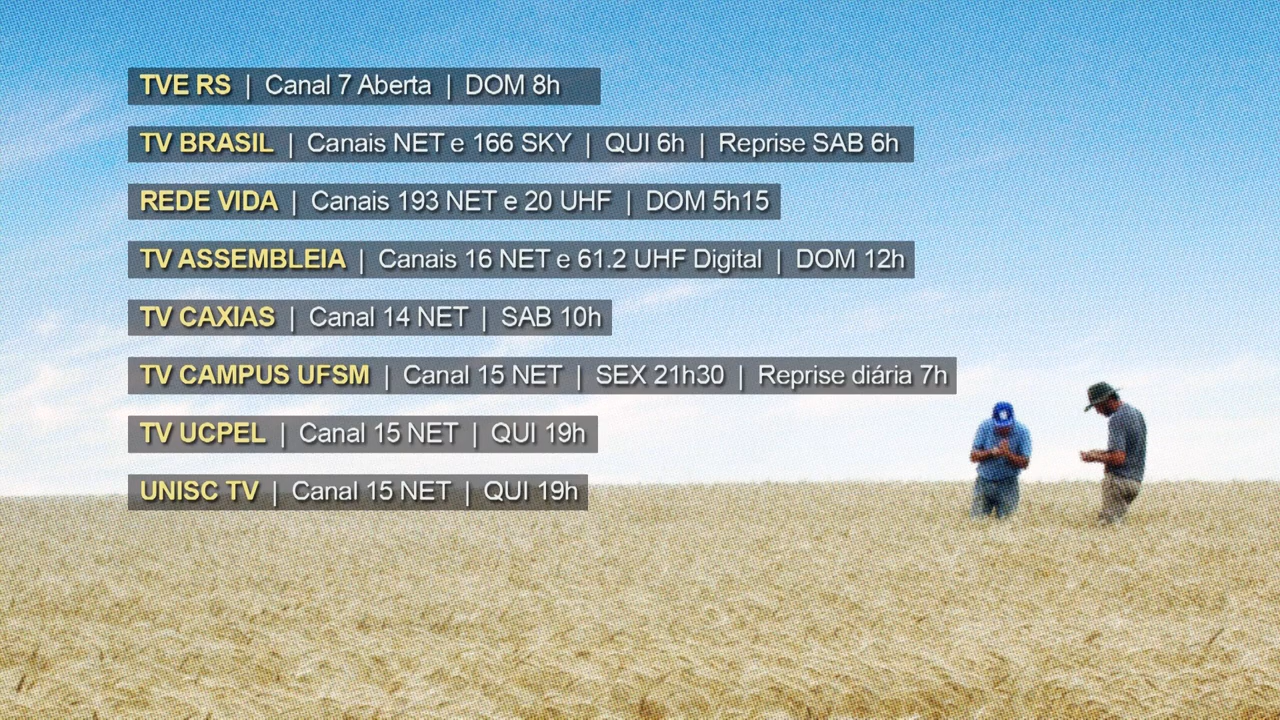 TVE RS | Canal 7 Aberta | DOM 8h
TV BRASIL | Canais NET e 166 SKY | QUI 6h | Reprise SAB 6h
REDE VIDA | Canais 193 NET e 20 UHF | DOM 5h15
TV ASSEMBLEIA | Canais 16 NET e 61.2 UHF Digital | DOM 12h
TV CAXIAS | Canal 14 NET | SAB 10h
TV CAMPUS UFSM | Canal 15 NET | SEX 21h30 | Reprise diária 7h
TV UCPEL | Canal 15 NET | QUI 19h
UNISC TV | Canal 15 NET | QUI 19h